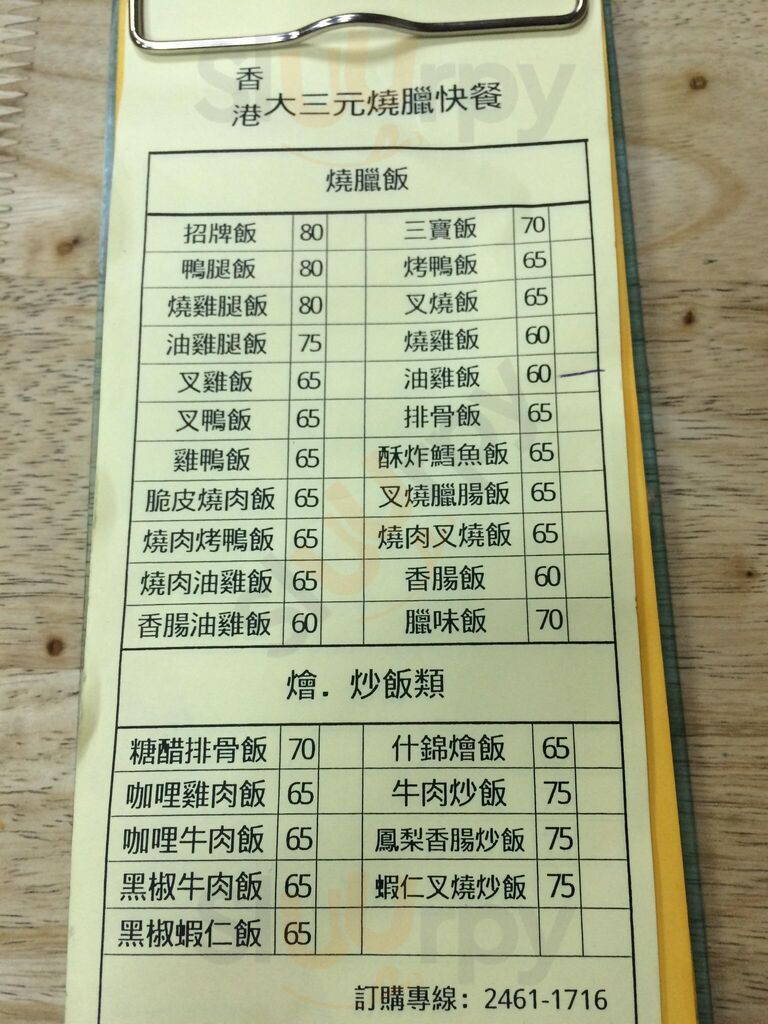 香港 大三元燒臘快餐
燒臘飯
招牌飯 80 三寶飯 70
鴨腿飯 80 烤鴨飯 65
燒雞腿飯 80 叉燒飯 65
油雞腿飯 75 燒雞飯 60
叉雞飯 65 油雞飯 60
叉鴨飯 65 排骨飯 65
雞鴨飯 65 酥炸鱈魚飯 65
脆皮燒肉飯 65 叉燒臘腸飯 65
燒肉烤鴨飯 65 燒肉叉燒飯 65
燒肉油雞飯 65 香腸飯 60
香腸油雞飯 60 臘味飯 70
燴．炒飯類
糖醋排骨飯 70 什錦燴飯 65
咖哩雞肉飯 65 牛肉炒飯 75
咖哩牛肉飯 65 鳳梨香腸炒飯 75
黑椒牛肉飯 65 蝦仁叉燒炒飯 75
黑椒蝦仁飯 65
訂購專線：2461-1716
slurrpy
slurrpy
slurrpy